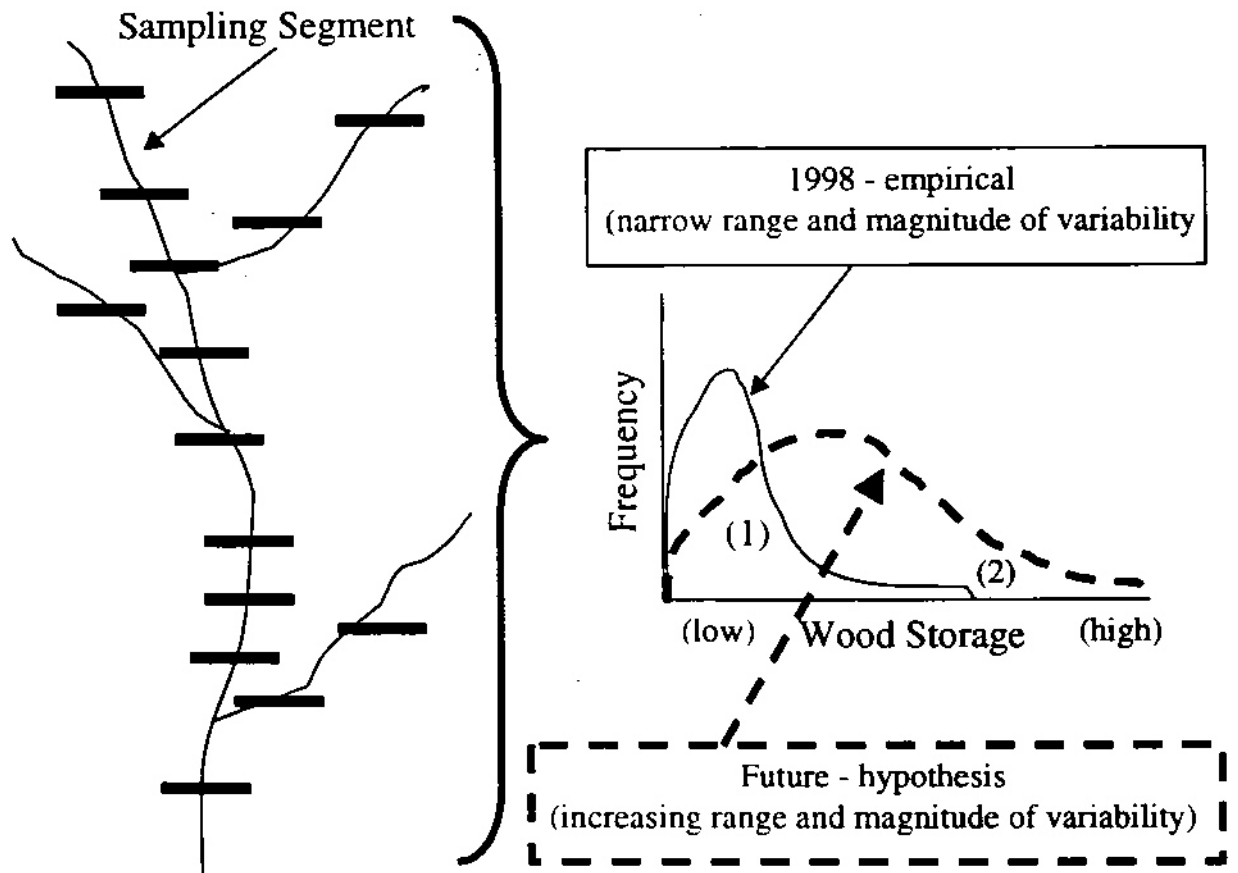 Sampling Segment
1998 - empirical
(narrow range and magnitude of variability
Frequency
(1)
(2)
(low)
Wood Storage
(high)
Future - hypothesis
(increasing range and magnitude of variability)